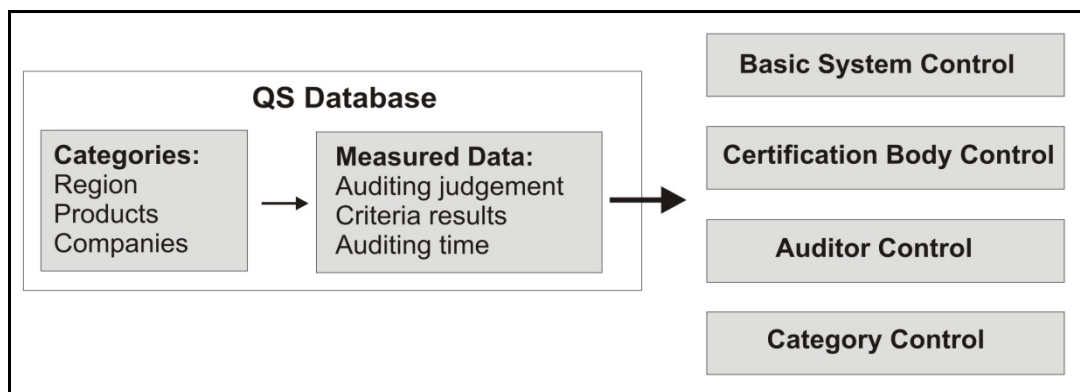 QS Database
Categories:
Region
Products
Companies
Measured Data:
Auditing judgement
Criteria results
Auditing time
Basic System Control
Certification Body Control
Auditor Control
Category Control